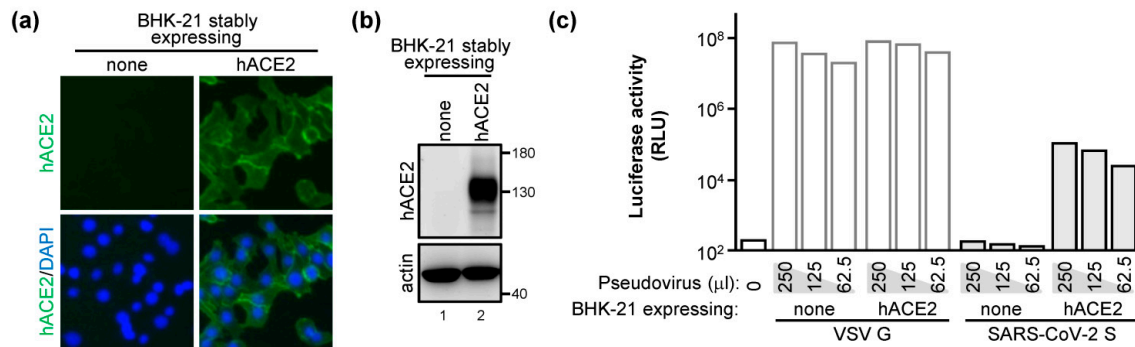 (a)
BHK-21 stably
expressing
none hACE2
hACE2
hACE2/DAPI
(b)
BHK-21 stably
expressing
none
hACE2
hACE2
180
130
actin
40
1 2
(c)
Luciferase activity
(RLU)
10⁸
10⁶
10⁴
10²
Pseudovirus (µl): 0 250 125 62.5 250 125 62.5 250 125 62.5 250 125 62.5
BHK-21 expressing: none hACE2 none hACE2
VSV G SARS-CoV-2 S